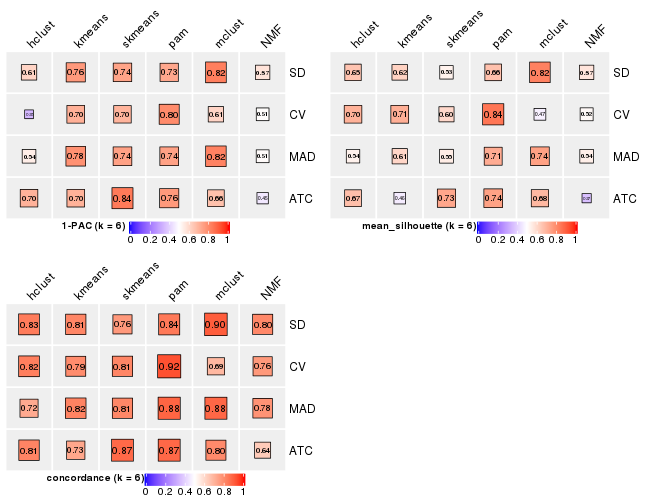 hclust kmeans skmeans pam mclust NMF
0.61 0.76 0.74 0.73 0.82 0.57 SD
0.70 0.70 0.80 0.61 0.51 CV
0.54 0.78 0.74 0.74 0.82 0.51 MAD
0.70 0.70 0.84 0.76 0.66 0.45 ATC
1-PAC (k = 6)
0 0.2 0.4 0.6 0.8 1
hclust kmeans skmeans pam mclust NMF
0.65 0.62 0.53 0.66 0.82 0.57 SD
0.70 0.71 0.60 0.84 0.47 0.52 CV
0.54 0.61 0.55 0.71 0.74 0.54 MAD
0.67 0.46 0.73 0.74 0.68 ATC
mean_silhouette (k = 6)
0 0.2 0.4 0.6 0.8 1
hclust kmeans skmeans pam mclust NMF
0.83 0.81 0.76 0.84 0.90 0.80 SD
0.82 0.79 0.81 0.92 0.69 0.76 CV
0.72 0.82 0.81 0.88 0.88 0.78 MAD
0.81 0.73 0.87 0.87 0.80 0.64 ATC
concordance (k = 6)
0 0.2 0.4 0.6 0.8 1